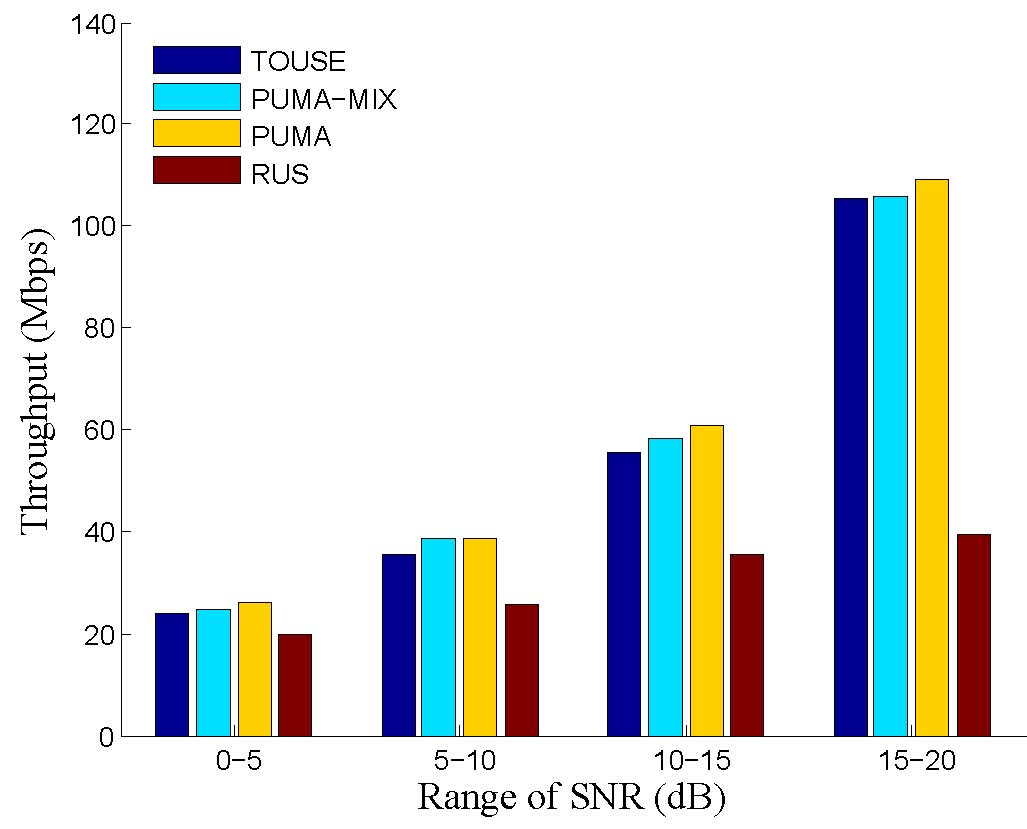 140
120
100
80
60
40
20
0
Throughput (Mbps)
TOUSE
PUMA-MIX
PUMA
RUS
0-5 5-10 10-15 15-20
Range of SNR (dB)